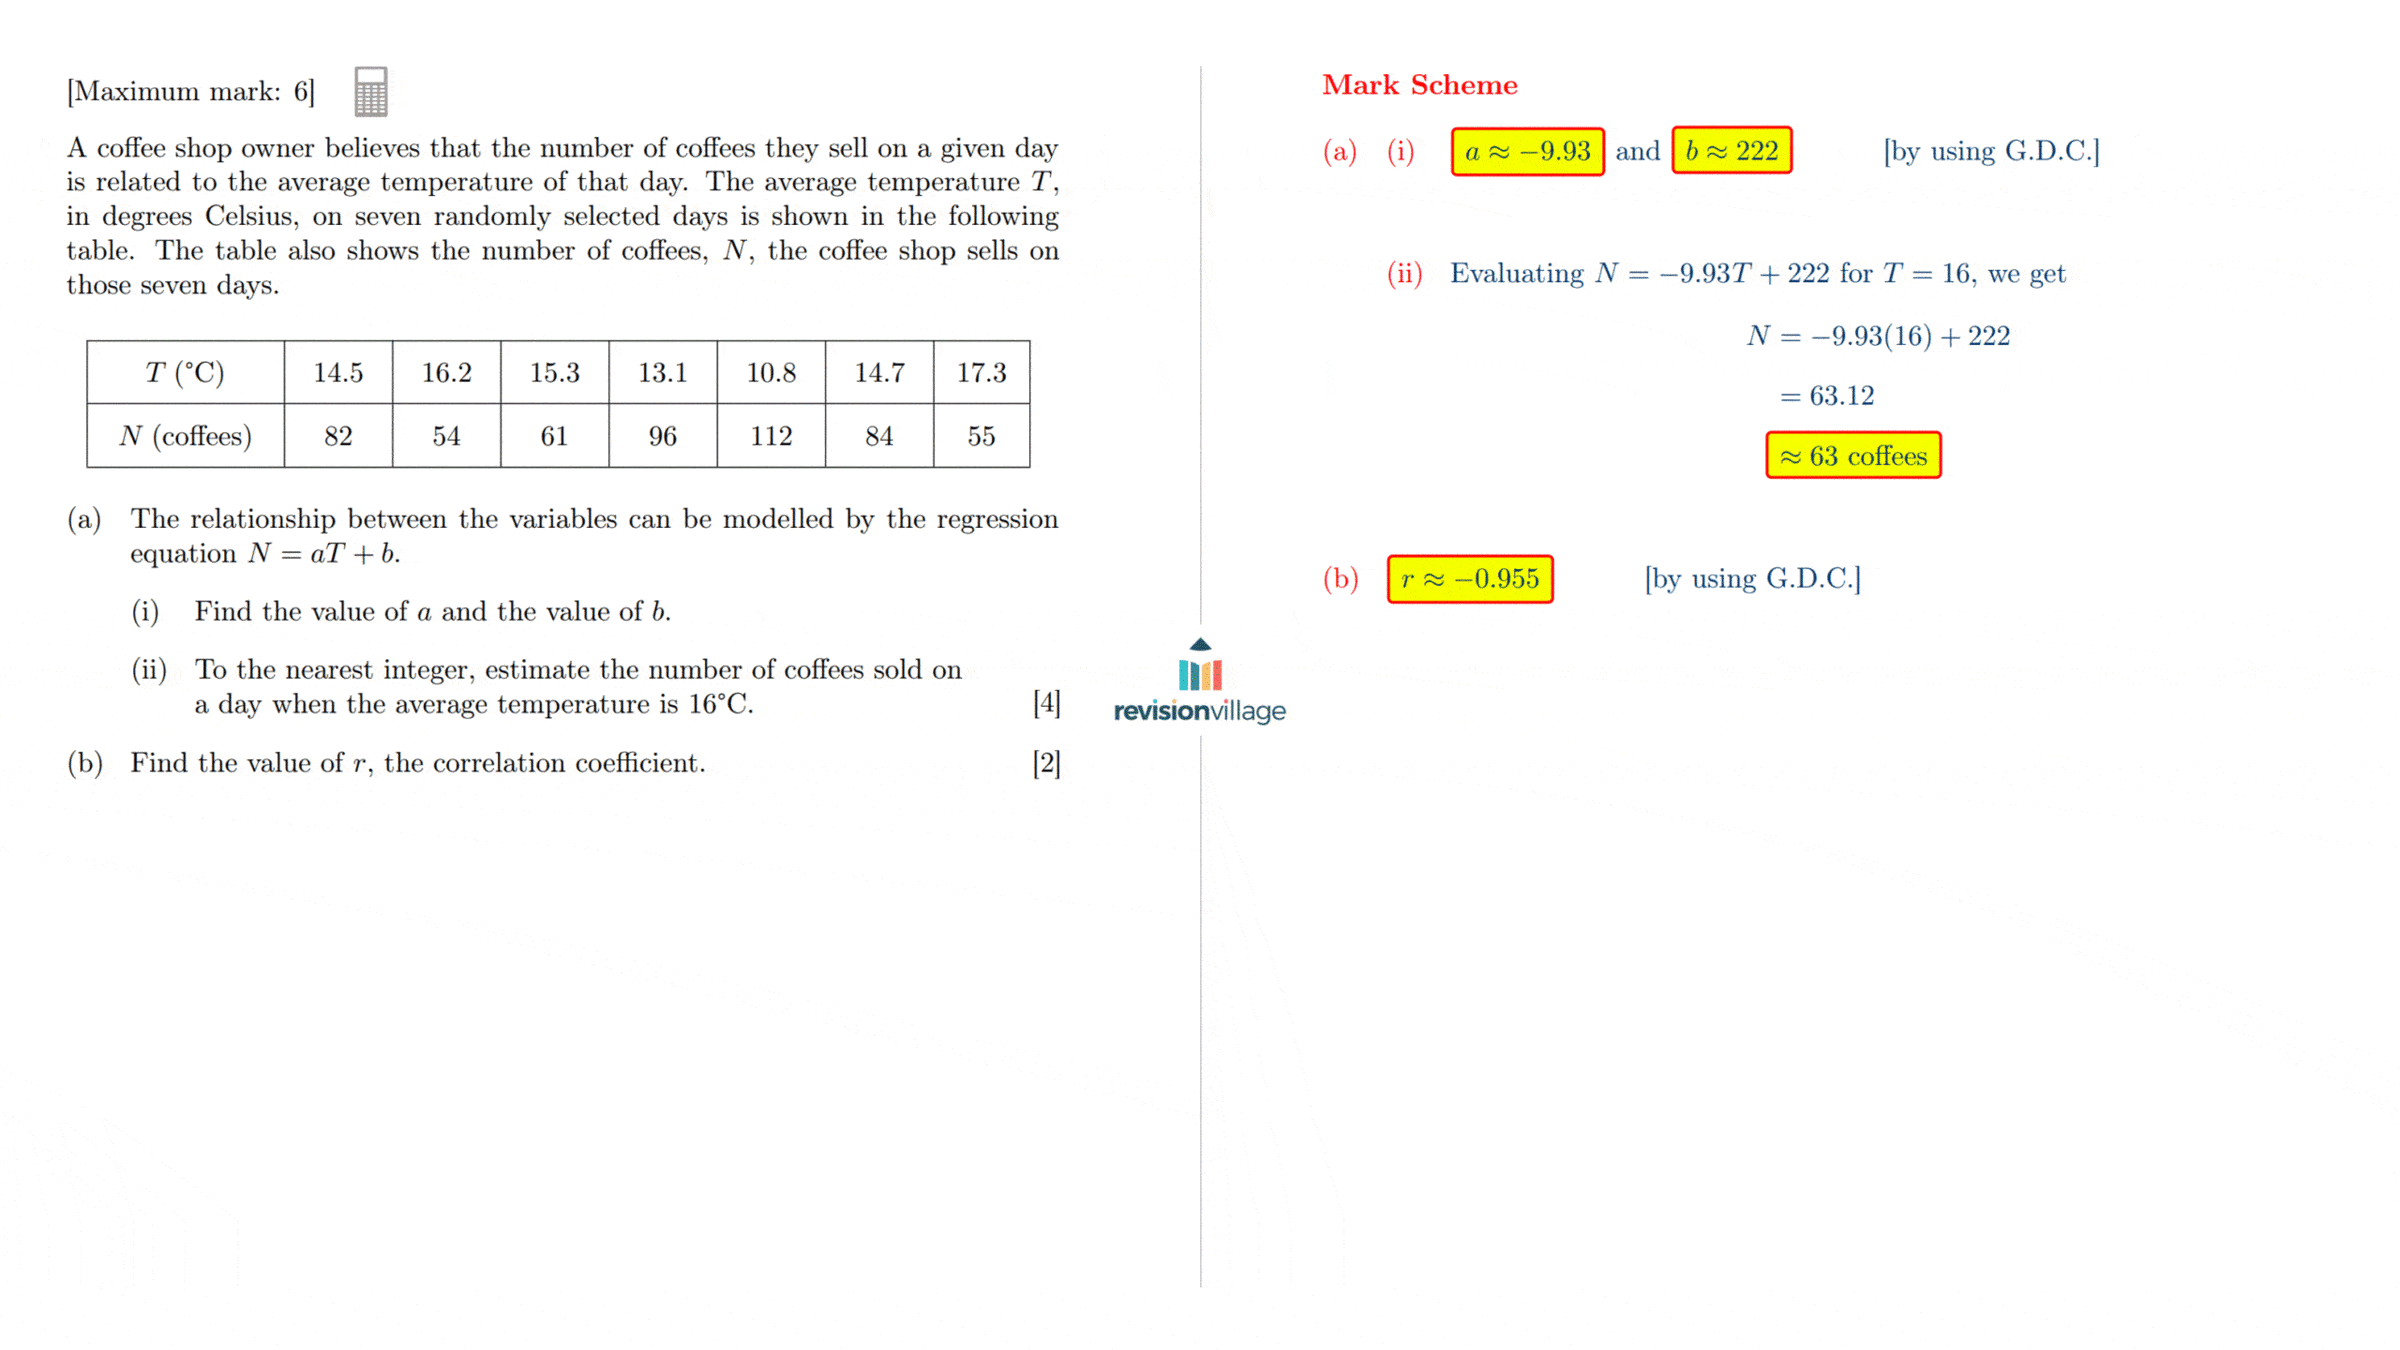 [Maximum mark: 6]
A coffee shop owner believes that the number of coffees they sell on a given day
is related to the average temperature of that day. The average temperature T,
in degrees Celsius, on seven randomly selected days is shown in the following
table. The table also shows the number of coffees, N, the coffee shop sells on
those seven days.
T (°C) 14.5 16.2 15.3 13.1 10.8 14.7 17.3
N (coffees) 82 54 61 96 112 84 55
(a) The relationship between the variables can be modelled by the regression
equation N = aT + b.
(i) Find the value of a and the value of b.
(ii) To the nearest integer, estimate the number of coffees sold on
a day when the average temperature is 16°C. [4]
(b) Find the value of r, the correlation coefficient. [2]
revisionvillage
Mark Scheme
(a) (i) a ≈ −9.93 and b ≈ 222 [by using G.D.C.]
(ii) Evaluating N = −9.93T + 222 for T = 16, we get
N = −9.93(16) + 222
= 63.12
≈ 63 coffees
(b) r ≈ −0.955 [by using G.D.C.]